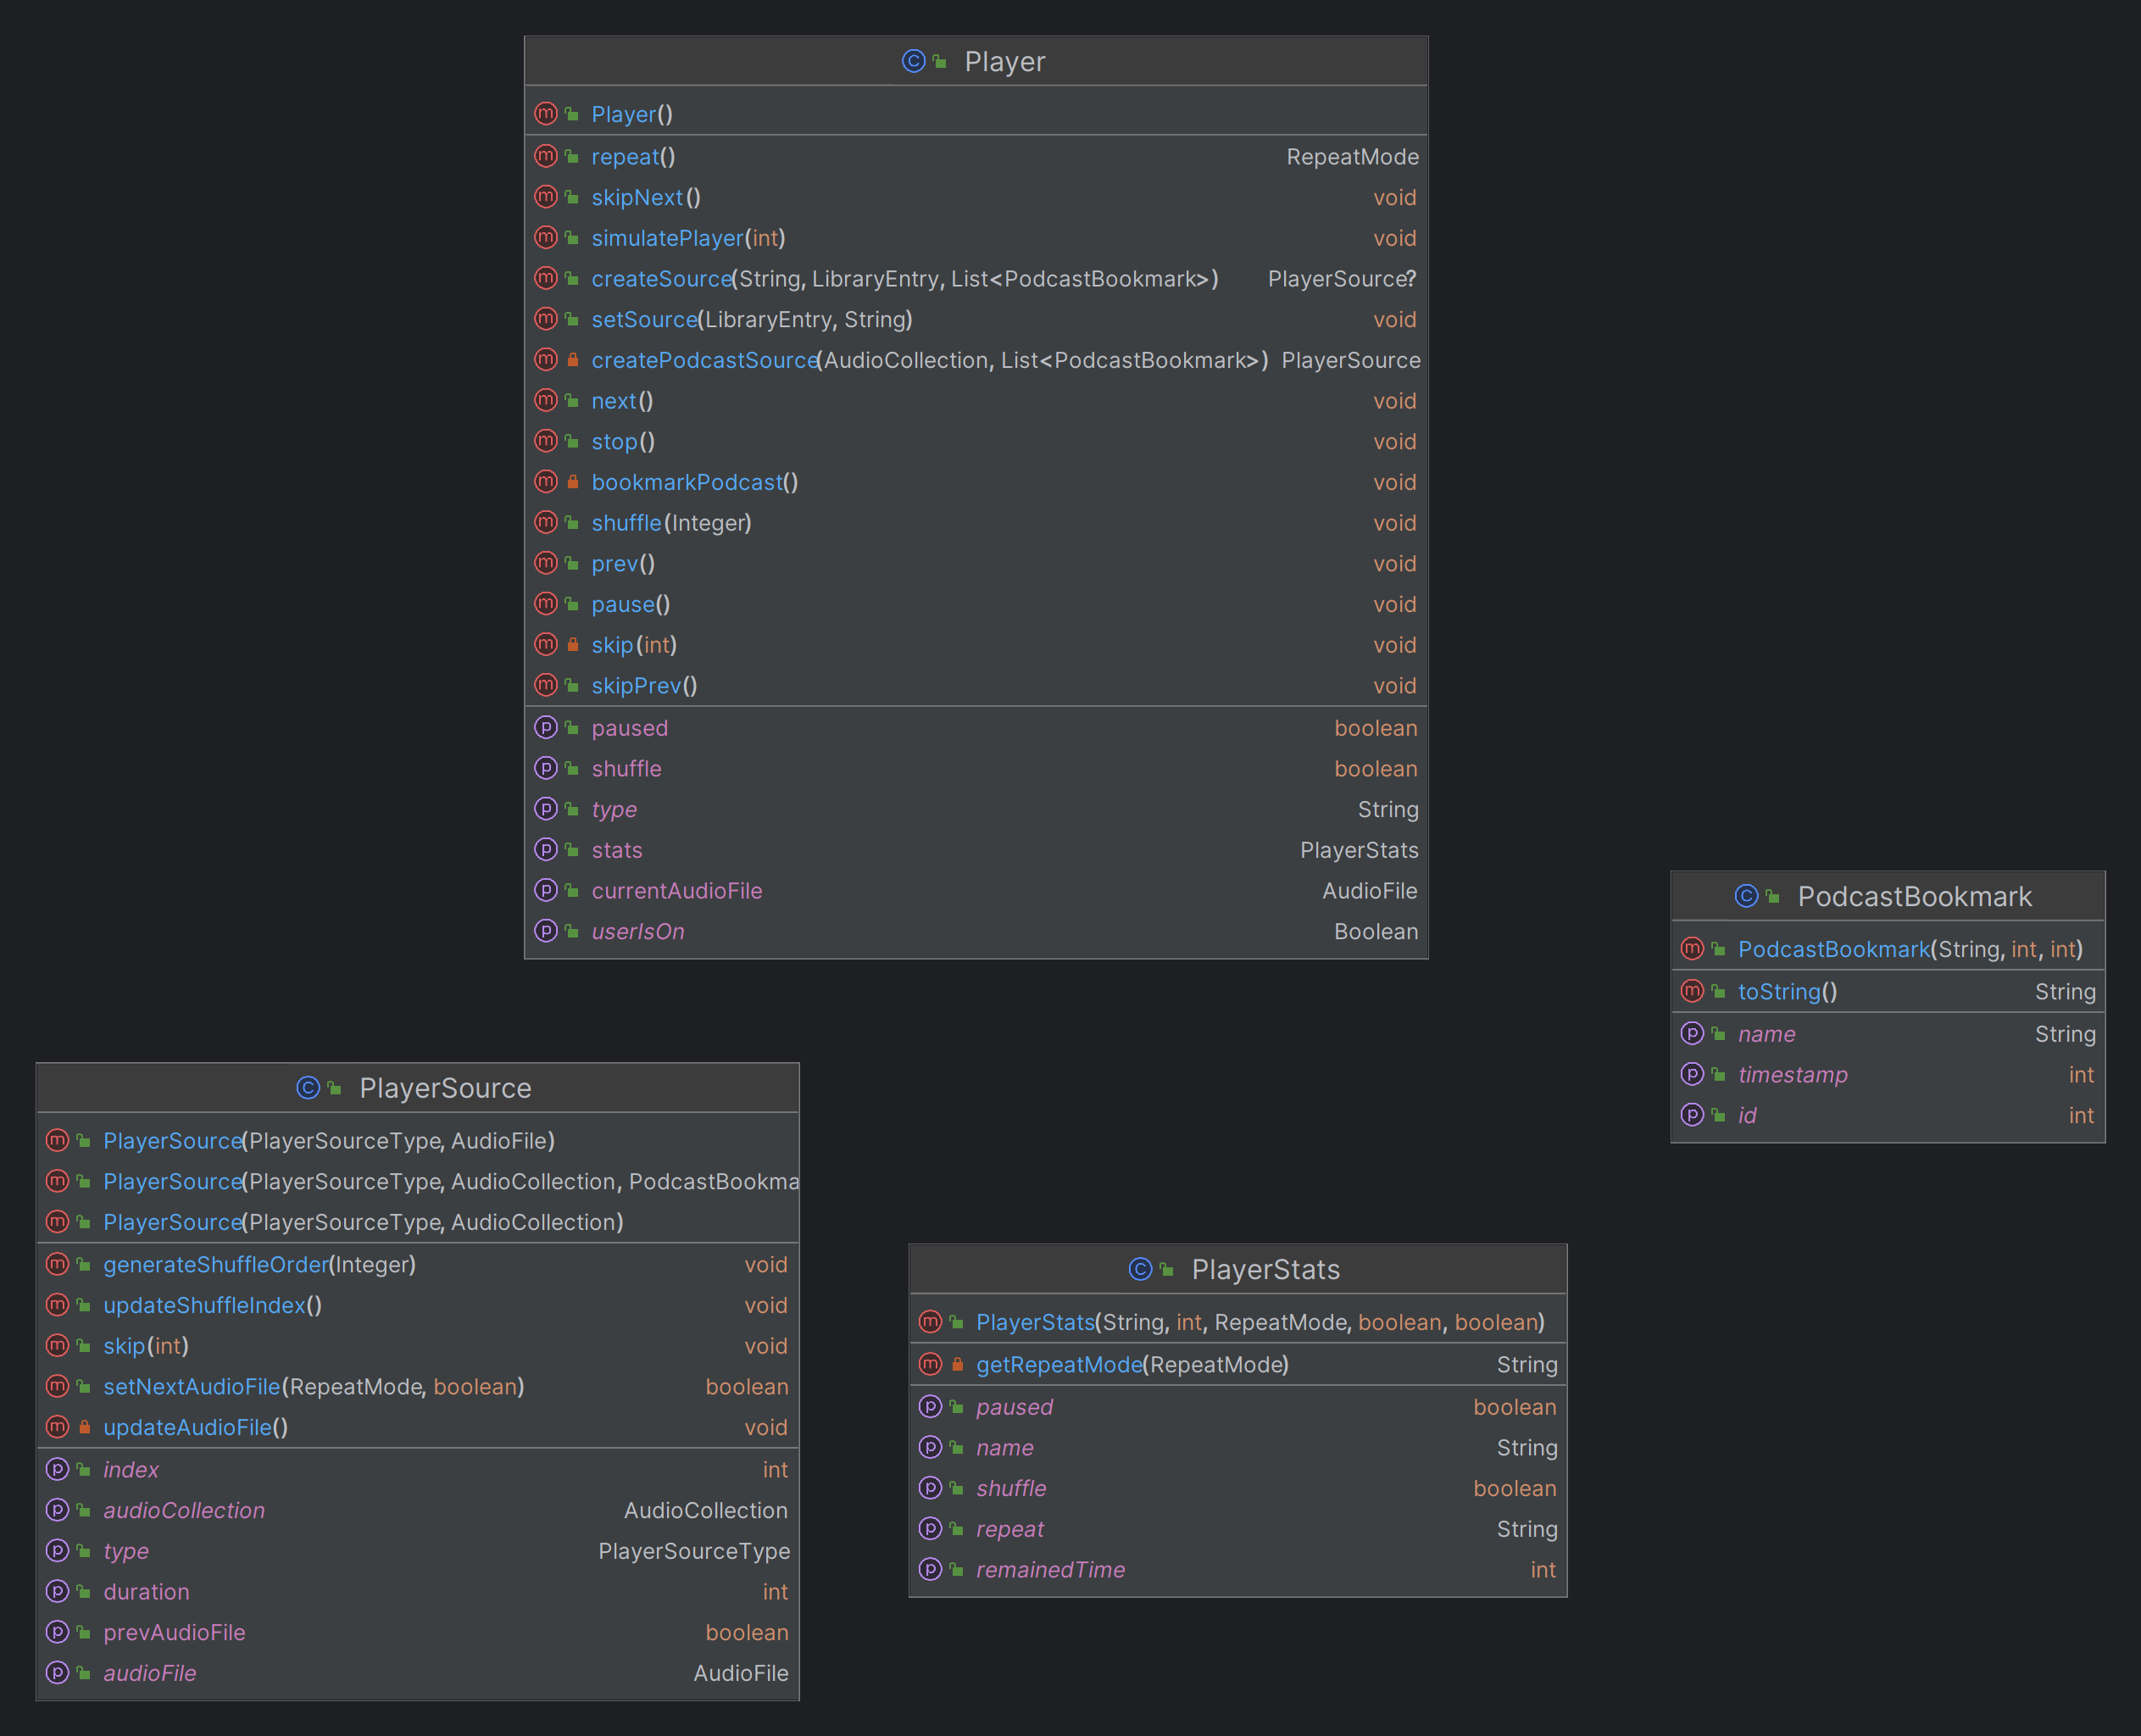 Player
Player()
repeat() RepeatMode
skipNext() void
simulatePlayer(int) void
createSource(String, LibraryEntry, List<PodcastBookmark>) PlayerSource?
setSource(LibraryEntry, String) void
createPodcastSource(AudioCollection, List<PodcastBookmark>) PlayerSource
next() void
stop() void
bookmarkPodcast() void
shuffle(Integer) void
prev() void
pause() void
skip(int) void
skipPrev() void
paused boolean
shuffle boolean
type String
stats PlayerStats
currentAudioFile AudioFile
userIsOn Boolean
PodcastBookmark
PodcastBookmark(String, int, int)
toString() String
name String
timestamp int
id int
PlayerSource
PlayerSource(PlayerSourceType, AudioFile)
PlayerSource(PlayerSourceType, AudioCollection, PodcastBookma
PlayerSource(PlayerSourceType, AudioCollection)
generateShuffleOrder(Integer) void
updateShuffleIndex() void
skip(int) void
setNextAudioFile(RepeatMode, boolean) boolean
updateAudioFile() void
index int
audioCollection AudioCollection
type PlayerSourceType
duration int
prevAudioFile boolean
audioFile AudioFile
PlayerStats
PlayerStats(String, int, RepeatMode, boolean, boolean)
getRepeatMode(RepeatMode) String
paused boolean
name String
shuffle boolean
repeat String
remainedTime int